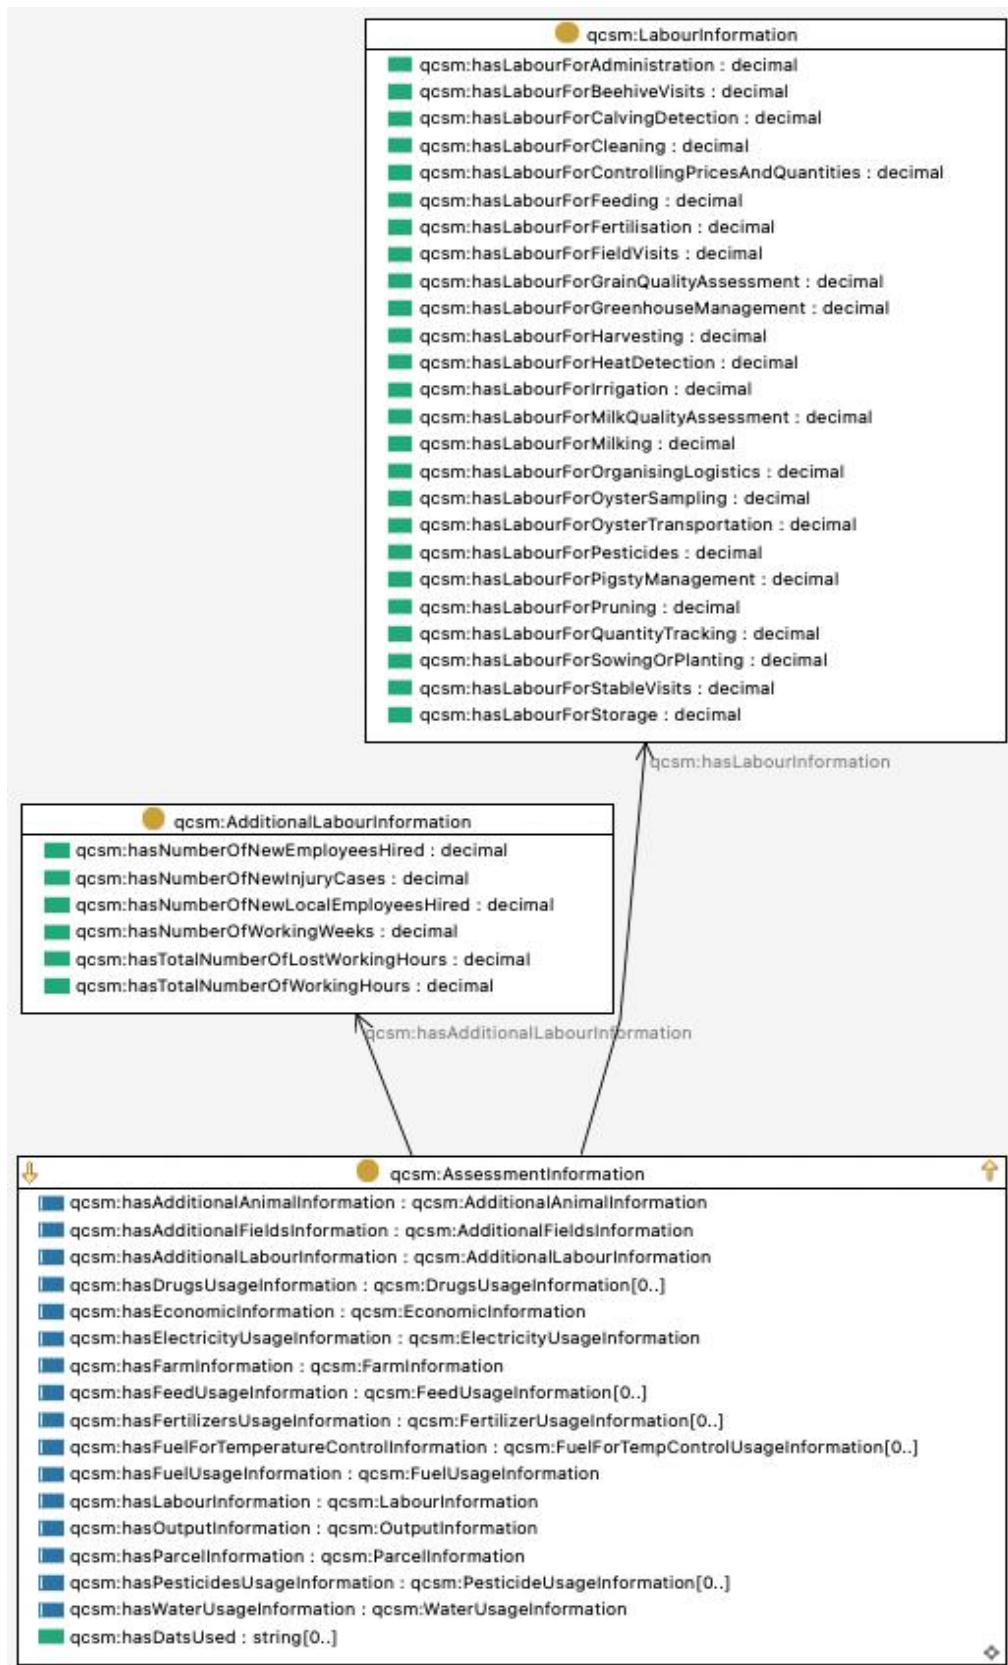 qcsm:LabourInformation
qcsm:hasLabourForAdministration : decimal
qcsm:hasLabourForBeehiveVisits : decimal
qcsm:hasLabourForCalvingDetection : decimal
qcsm:hasLabourForCleaning : decimal
qcsm:hasLabourForControllingPricesAndQuantities : decimal
qcsm:hasLabourForFeeding : decimal
qcsm:hasLabourForFertilisation : decimal
qcsm:hasLabourForFieldVisits : decimal
qcsm:hasLabourForGrainQualityAssessment : decimal
qcsm:hasLabourForGreenhouseManagement : decimal
qcsm:hasLabourForHarvesting : decimal
qcsm:hasLabourForHeatDetection : decimal
qcsm:hasLabourForIrrigation : decimal
qcsm:hasLabourForMilkQualityAssessment : decimal
qcsm:hasLabourForMilking : decimal
qcsm:hasLabourForOrganisingLogistics : decimal
qcsm:hasLabourForOysterSampling : decimal
qcsm:hasLabourForOysterTransportation : decimal
qcsm:hasLabourForPesticides : decimal
qcsm:hasLabourForPigstyManagement : decimal
qcsm:hasLabourForPruning : decimal
qcsm:hasLabourForQuantityTracking : decimal
qcsm:hasLabourForSowingOrPlanting : decimal
qcsm:hasLabourForStableVisits : decimal
qcsm:hasLabourForStorage : decimal
qcsm:hasLabourInformation
qcsm:AdditionalLabourInformation
qcsm:hasNumberOfNewEmployeesHired : decimal
qcsm:hasNumberOfNewInjuryCases : decimal
qcsm:hasNumberOfNewLocalEmployeesHired : decimal
qcsm:hasNumberOfWorkingWeeks : decimal
qcsm:hasTotalNumberOfLostWorkingHours : decimal
qcsm:hasTotalNumberOfWorkingHours : decimal
qcsm:hasAdditionalLabourInformation
qcsm:AssessmentInformation
qcsm:hasAdditionalAnimalInformation : qcsm:AdditionalAnimalInformation
qcsm:hasAdditionalFieldsInformation : qcsm:AdditionalFieldsInformation
qcsm:hasAdditionalLabourInformation : qcsm:AdditionalLabourInformation
qcsm:hasDrugsUsageInformation : qcsm:DrugsUsageInformation[0..]
qcsm:hasEconomicInformation : qcsm:EconomicInformation
qcsm:hasElectricityUsageInformation : qcsm:ElectricityUsageInformation
qcsm:hasFarmInformation : qcsm:FarmInformation
qcsm:hasFeedUsageInformation : qcsm:FeedUsageInformation[0..]
qcsm:hasFertilizersUsageInformation : qcsm:FertilizerUsageInformation[0..]
qcsm:hasFuelForTemperatureControlInformation : qcsm:FuelForTempControlUsageInformation[0..]
qcsm:hasFuelUsageInformation : qcsm:FuelUsageInformation
qcsm:hasLabourInformation : qcsm:LabourInformation
qcsm:hasOutputInformation : qcsm:OutputInformation
qcsm:hasParcelInformation : qcsm:ParcelInformation
qcsm:hasPesticidesUsageInformation : qcsm:PesticideUsageInformation[0..]
qcsm:hasWaterUsageInformation : qcsm:WaterUsageInformation
qcsm:hasDatsUsed : string[0..]